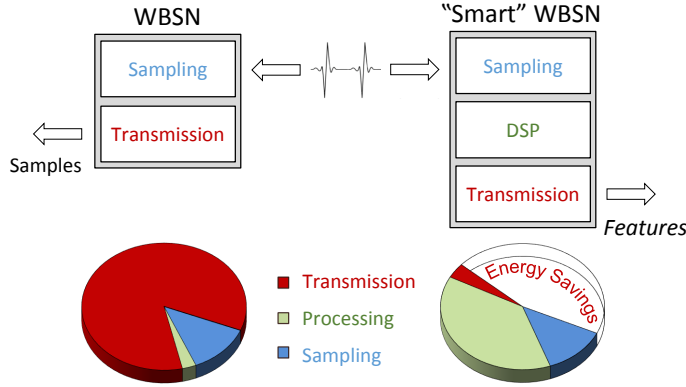 WBSN
"Smart" WBSN
Sampling
Sampling
Transmission
DSP
Samples
Transmission
Features
Transmission
Processing
Sampling
Energy Savings